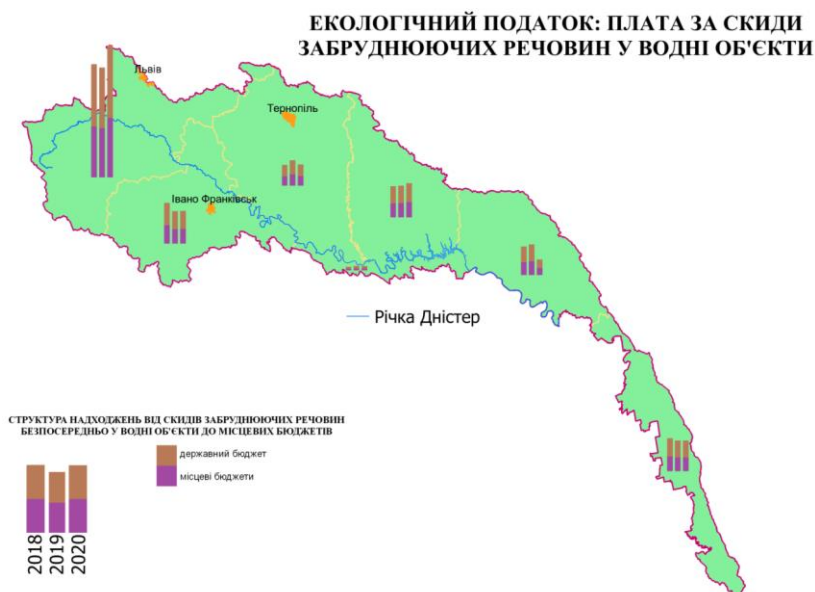 ЕКОЛОГІЧНИЙ ПОДАТОК: ПЛАТА ЗА СКИДИ
ЗАБРУДНЮЮЧИХ РЕЧОВИН У ВОДНІ ОБ'ЄКТИ
Львів
Тернопіль
Івано Франківськ
Річка Дністер
СТРУКТУРА НАДХОДЖЕНЬ ВІД СКИДІВ ЗАБРУДНЮЮЧИХ РЕЧОВИН
БЕЗПОСЕРЕДНЬО У ВОДНІ ОБ'ЄКТИ ДО МІСЦЕВИХ БЮДЖЕТІВ
державний бюджет
місцеві бюджети
2018
2019
2020